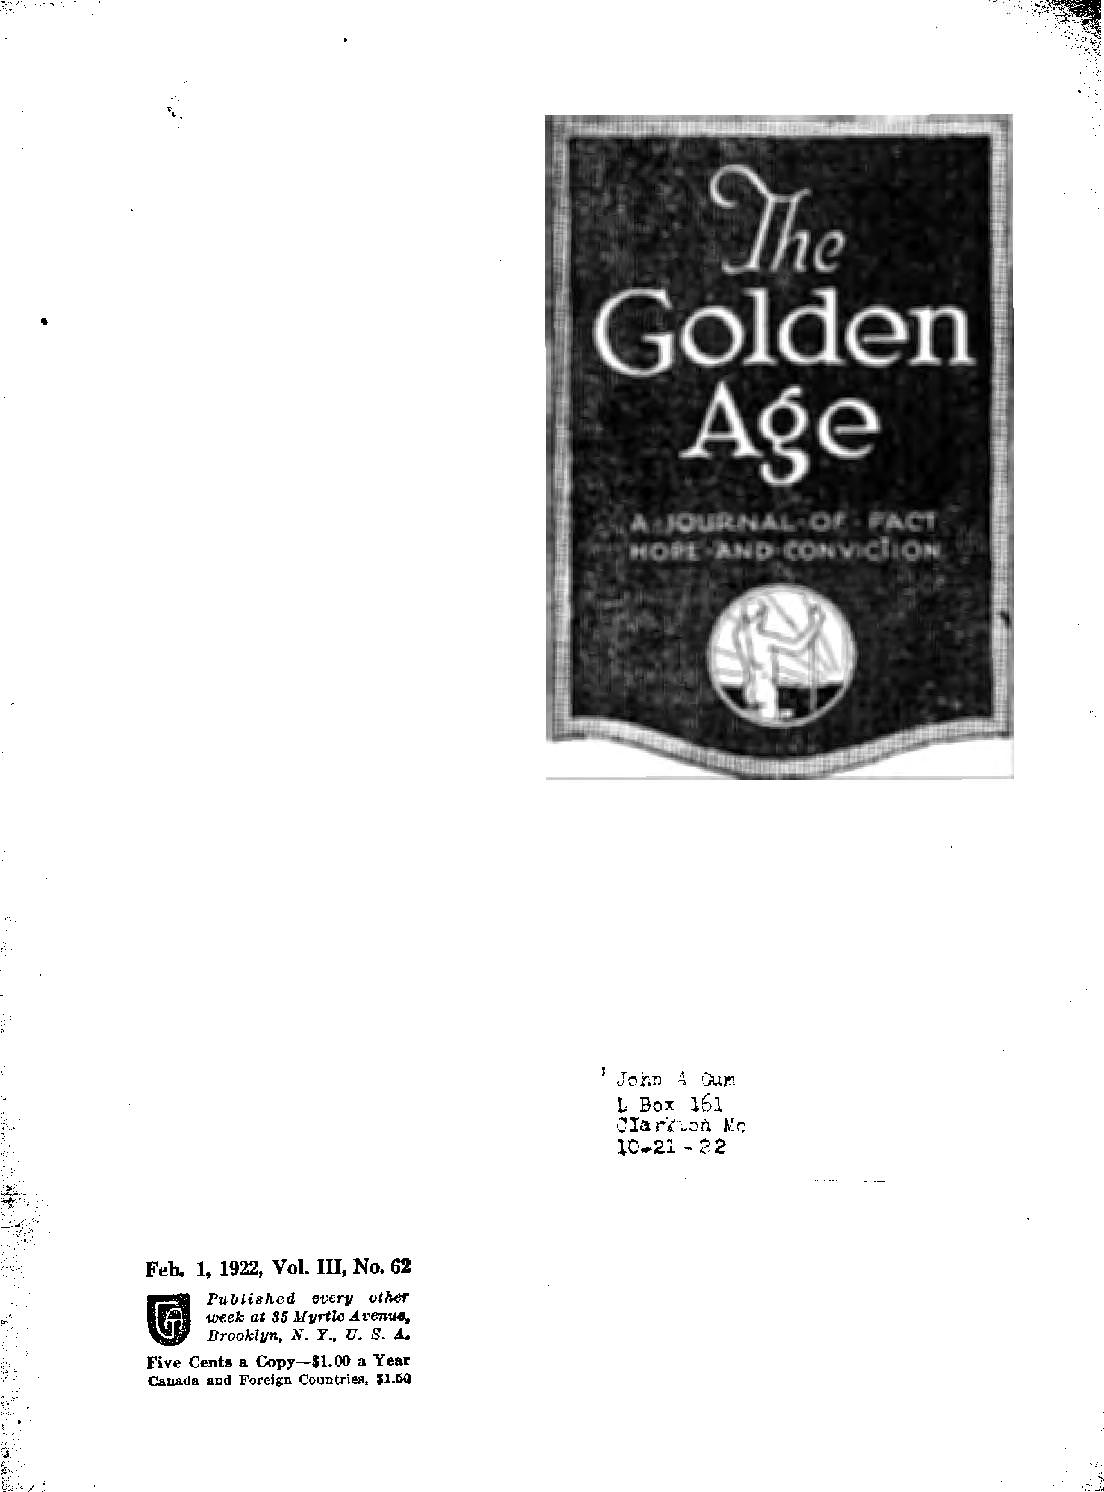 The
Golden
Age
A JOURNAL OF FACT
HOPE AND CONVICTION
John A Gum
L Box 161
Clarkton Mo
10-21-22
Feb. 1, 1922, Vol. III, No. 62
Published every other
week at 35 Myrtle Avenue,
Brooklyn, N. Y., U. S. A.
Five Cents a Copy—$1.00 a Year
Canada and Foreign Countries, $1.50